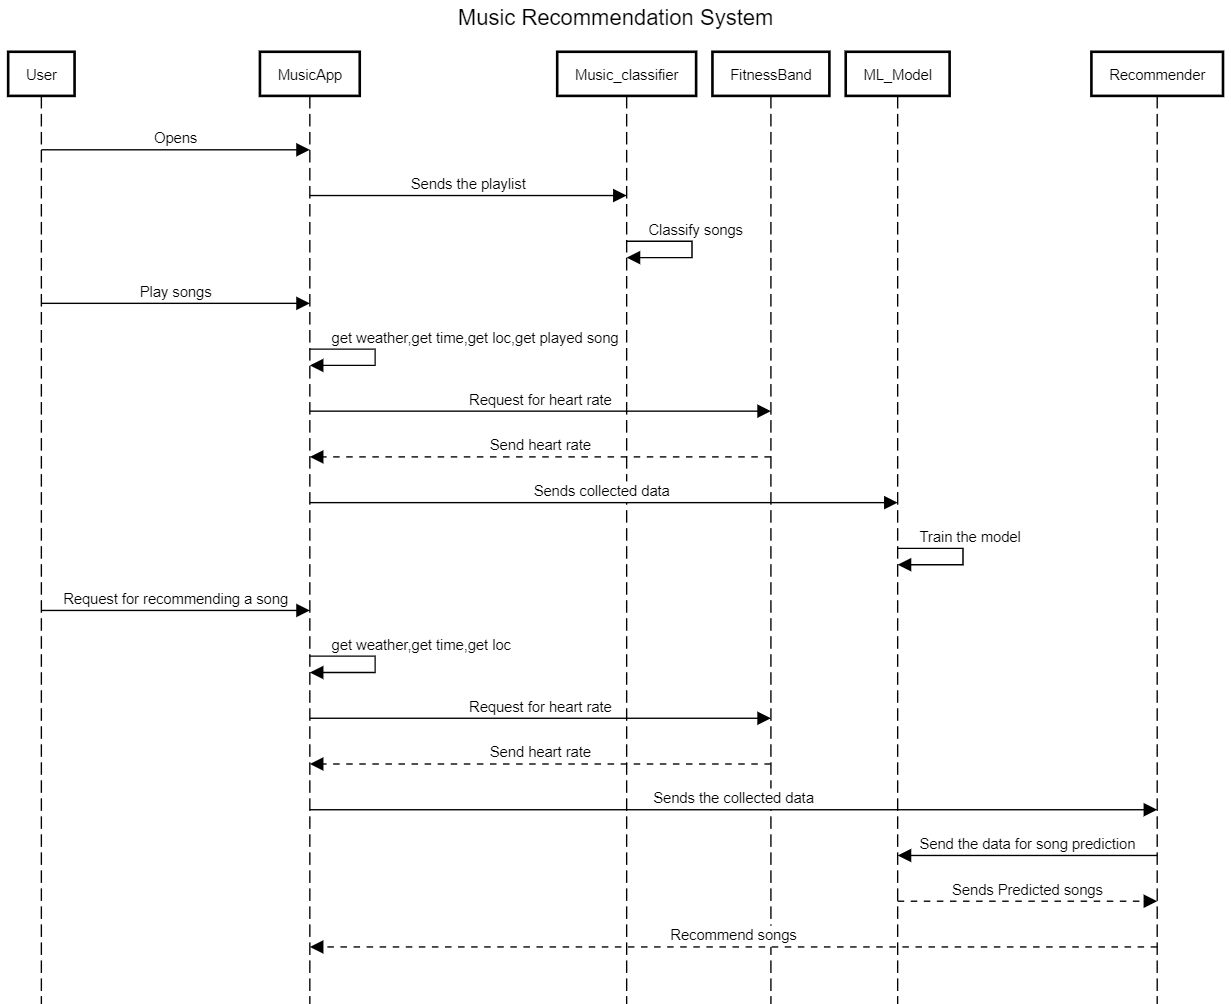 Music Recommendation System
User
MusicApp
Music_classifier
FitnessBand
ML_Model
Recommender
Opens
Sends the playlist
Classify songs
Play songs
get weather,get time,get loc,get played song
Request for heart rate
Send heart rate
Sends collected data
Train the model
Request for recommending a song
get weather,get time,get loc
Request for heart rate
Send heart rate
Sends the collected data
Send the data for song prediction
Sends Predicted songs
Recommend songs